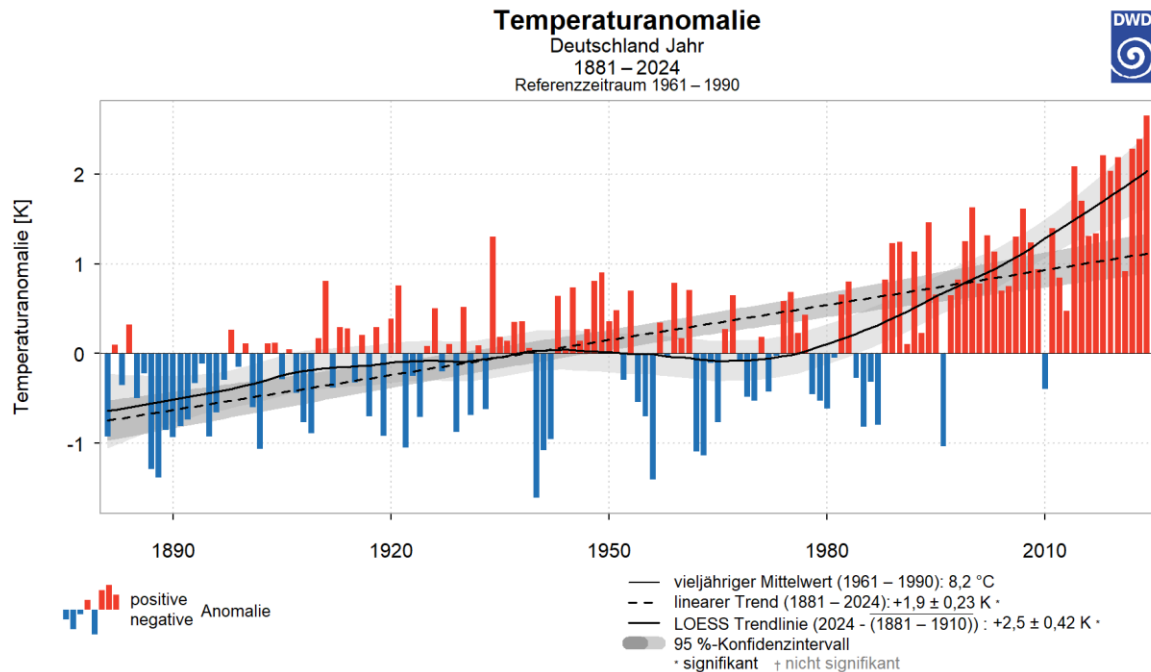 Temperaturanomalie
Deutschland Jahr
1881 – 2024
Referenzzeitraum 1961 – 1990
DWD
Temperaturanomalie [K]
2
1
0
-1
1890
1920
1950
1980
2010
positive
negative
Anomalie
vieljähriger Mittelwert (1961 – 1990): 8,2 °C
linearer Trend (1881 – 2024): +1,9 ± 0,23 K *
LOESS Trendlinie (2024 - (1881 – 1910)) : +2,5 ± 0,42 K *
95 %-Konfidenzintervall
* signifikant † nicht signifikant